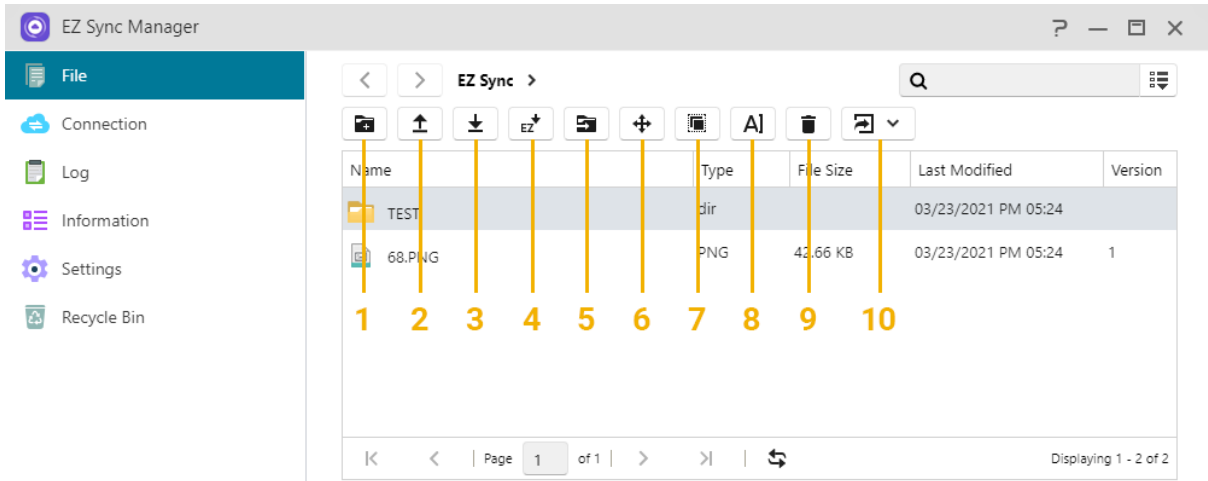 EZ Sync Manager
File
Connection
Log
Information
Settings
Recycle Bin
EZ Sync >
EZ
A]
Name Type File Size Last Modified Version
TEST dir 03/23/2021 PM 05:24
68.PNG PNG 42.66 KB 03/23/2021 PM 05:24 1
1 2 3 4 5 6 7 8 9 10
Page 1 of 1
Displaying 1 - 2 of 2